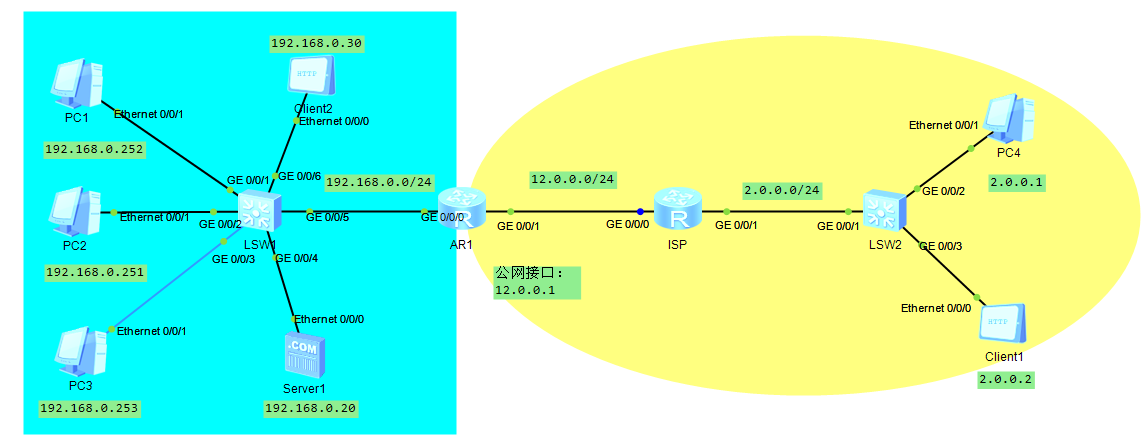 192.168.0.30
HTTP
Client2
Ethernet 0/0/0
PC1
Ethernet 0/0/1
192.168.0.252
GE 0/0/1
GE 0/0/6
192.168.0.0/24
PC2
Ethernet 0/0/1
GE 0/0/2
LSW1
GE 0/0/5
GE 0/0/0
R
AR1
192.168.0.251
GE 0/0/3
GE 0/0/4
Ethernet 0/0/1
PC3
192.168.0.253
Ethernet 0/0/0
.COM
Server1
192.168.0.20
12.0.0.0/24
GE 0/0/1
公网接口:
12.0.0.1
GE 0/0/0
R
ISP
2.0.0.0/24
GE 0/0/1
GE 0/0/1
LSW2
Ethernet 0/0/1
PC4
2.0.0.1
GE 0/0/2
GE 0/0/3
Ethernet 0/0/0
HTTP
Client1
2.0.0.2